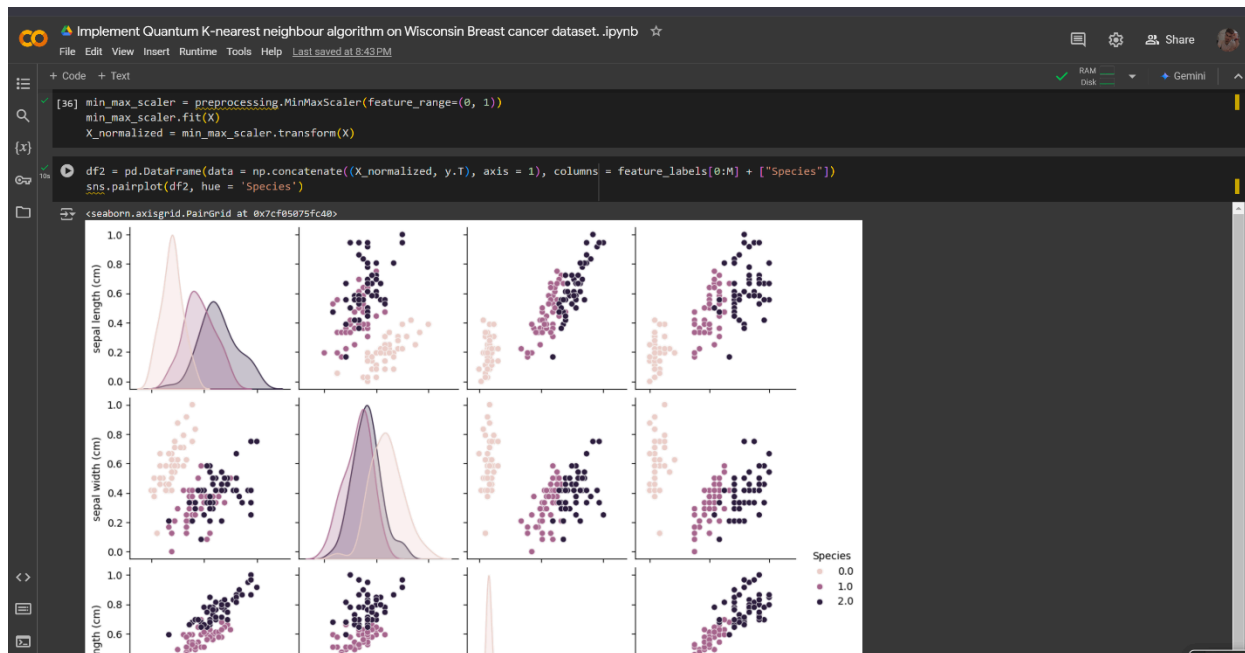 Implement Quantum K-nearest neighbour algorithm on Wisconsin Breast cancer dataset. .ipynb
File Edit View Insert Runtime Tools Help Last saved at 8:43 PM
Share
+ Code + Text
RAM
Disk
Gemini
[36] min_max_scaler = preprocessing.MinMaxScaler(feature_range=(0, 1))
min_max_scaler.fit(X)
X_normalized = min_max_scaler.transform(X)
{x}
10s
df2 = pd.DataFrame(data = np.concatenate((X_normalized, y.T), axis = 1), columns = feature_labels[0:M] + ["Species"])
sns.pairplot(df2, hue = 'Species')
<seaborn.axisgrid.PairGrid at 0x7cf05075fc40>
1.0
0.8
0.6
0.4
0.2
0.0
sepal length (cm)
1.0
0.8
0.6
0.4
0.2
0.0
sepal width (cm)
Species
0.0
1.0
2.0
1.0
0.8
0.6
ngth (cm)